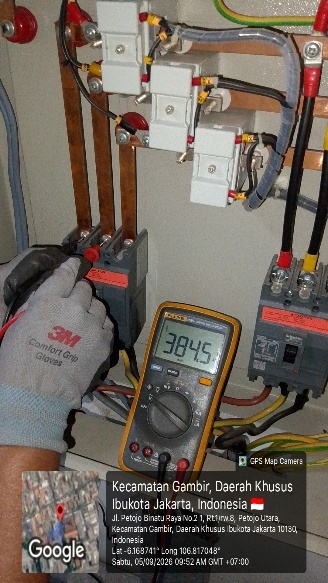 FLUKE
384.5
3M
Comfort Grip
Gloves
GPS Map Camera
Kecamatan Gambir, Daerah Khusus
Ibukota Jakarta, Indonesia 🇮🇩
Jl. Petojo Binatu Raya No.2 1, Rt.1/rw.8, Petojo Utara,
Kecamatan Gambir, Daerah Khusus Ibukota Jakarta 10130,
Indonesia
Lat -6.168741° Long 106.817048°
Sabtu, 05/09/2026 09:52 AM GMT+07:00
Google